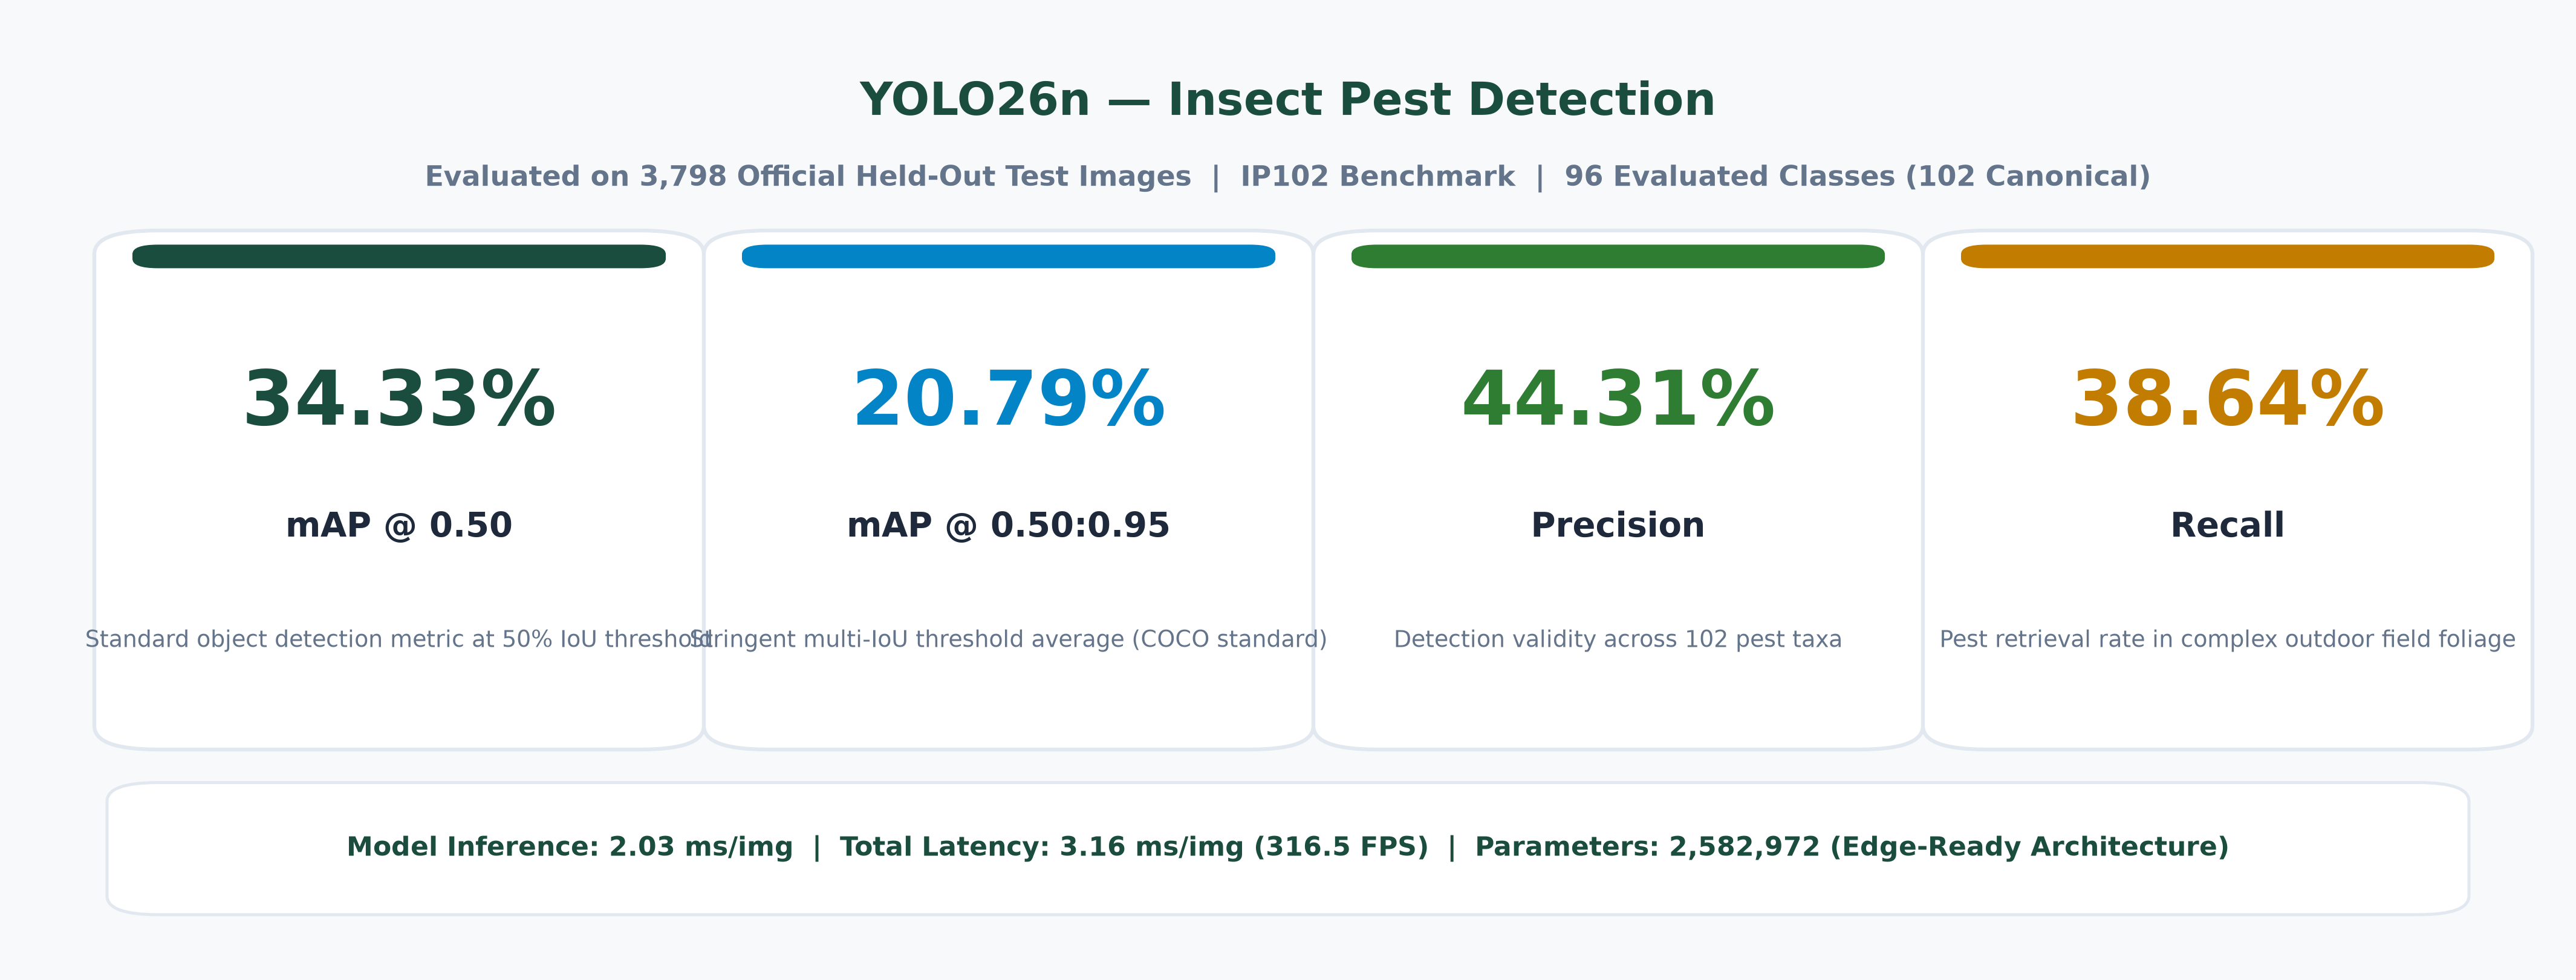 YOLO26n — Insect Pest Detection
Evaluated on 3,798 Official Held-Out Test Images | IP102 Benchmark | 96 Evaluated Classes (102 Canonical)
34.33%
mAP @ 0.50
Standard object detection metric at 50% IoU threshold
20.79%
mAP @ 0.50:0.95
Stringent multi-IoU threshold average (COCO standard)
44.31%
Precision
Detection validity across 102 pest taxa
38.64%
Recall
Pest retrieval rate in complex outdoor field foliage
Model Inference: 2.03 ms/img | Total Latency: 3.16 ms/img (316.5 FPS) | Parameters: 2,582,972 (Edge-Ready Architecture)